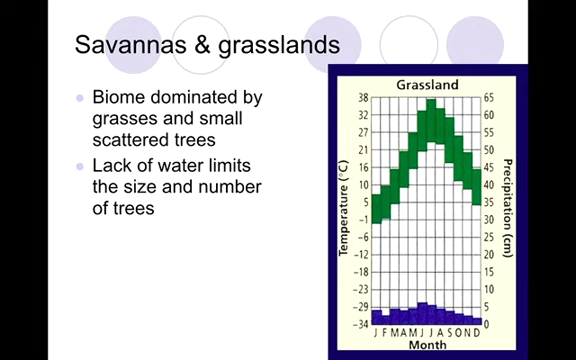 Savannas & grasslands
Biome dominated by
grasses and small
scattered trees
Lack of water limits
the size and number
of trees
Grassland
Temperature (°C)
38
32
27
21
16
10
5
-1
-6
-12
-18
-23
-29
-34
65
60
55
50
45
40
35
30
25
20
15
10
5
0
Precipitation (cm)
J F M A M J J A S O N D
Month